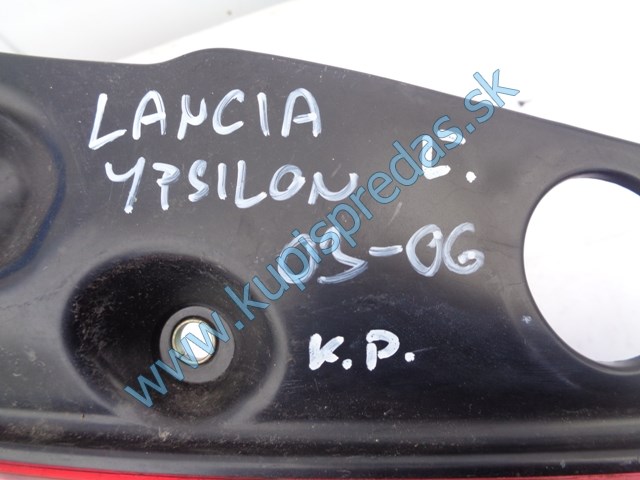 LANCIA
YPSILON Ľ.
03-06
K.P.
www.kupispredas.sk